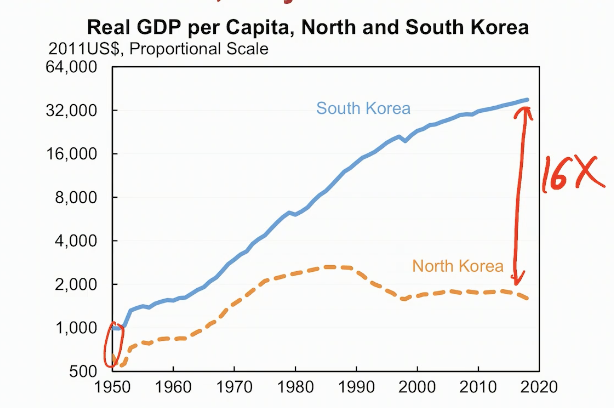 Real GDP per Capita, North and South Korea
2011US$, Proportional Scale
64,000
32,000
South Korea
16,000
16X
8,000
4,000
North Korea
2,000
1,000
500
1950 1960 1970 1980 1990 2000 2010 2020